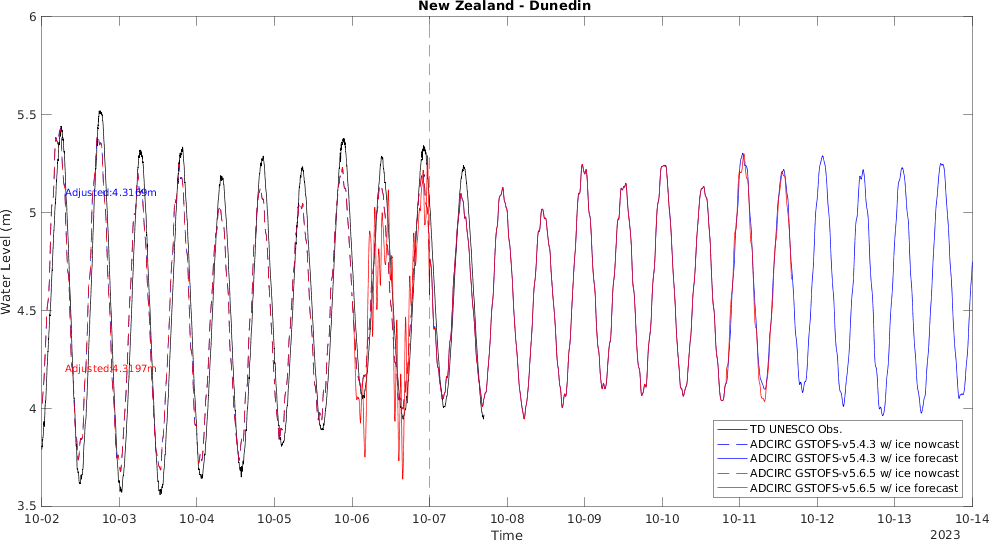 New Zealand - Dunedin
6
5.5
5
4.5
4
3.5
Water Level (m)
Adjusted:4.3169m
Adjusted:4.3197m
TD UNESCO Obs.
ADCIRC GSTOFS-v5.4.3 w/ ice nowcast
ADCIRC GSTOFS-v5.4.3 w/ ice forecast
ADCIRC GSTOFS-v5.6.5 w/ ice nowcast
ADCIRC GSTOFS-v5.6.5 w/ ice forecast
10-02 10-03 10-04 10-05 10-06 10-07 10-08 10-09 10-10 10-11 10-12 10-13 10-14
Time
2023